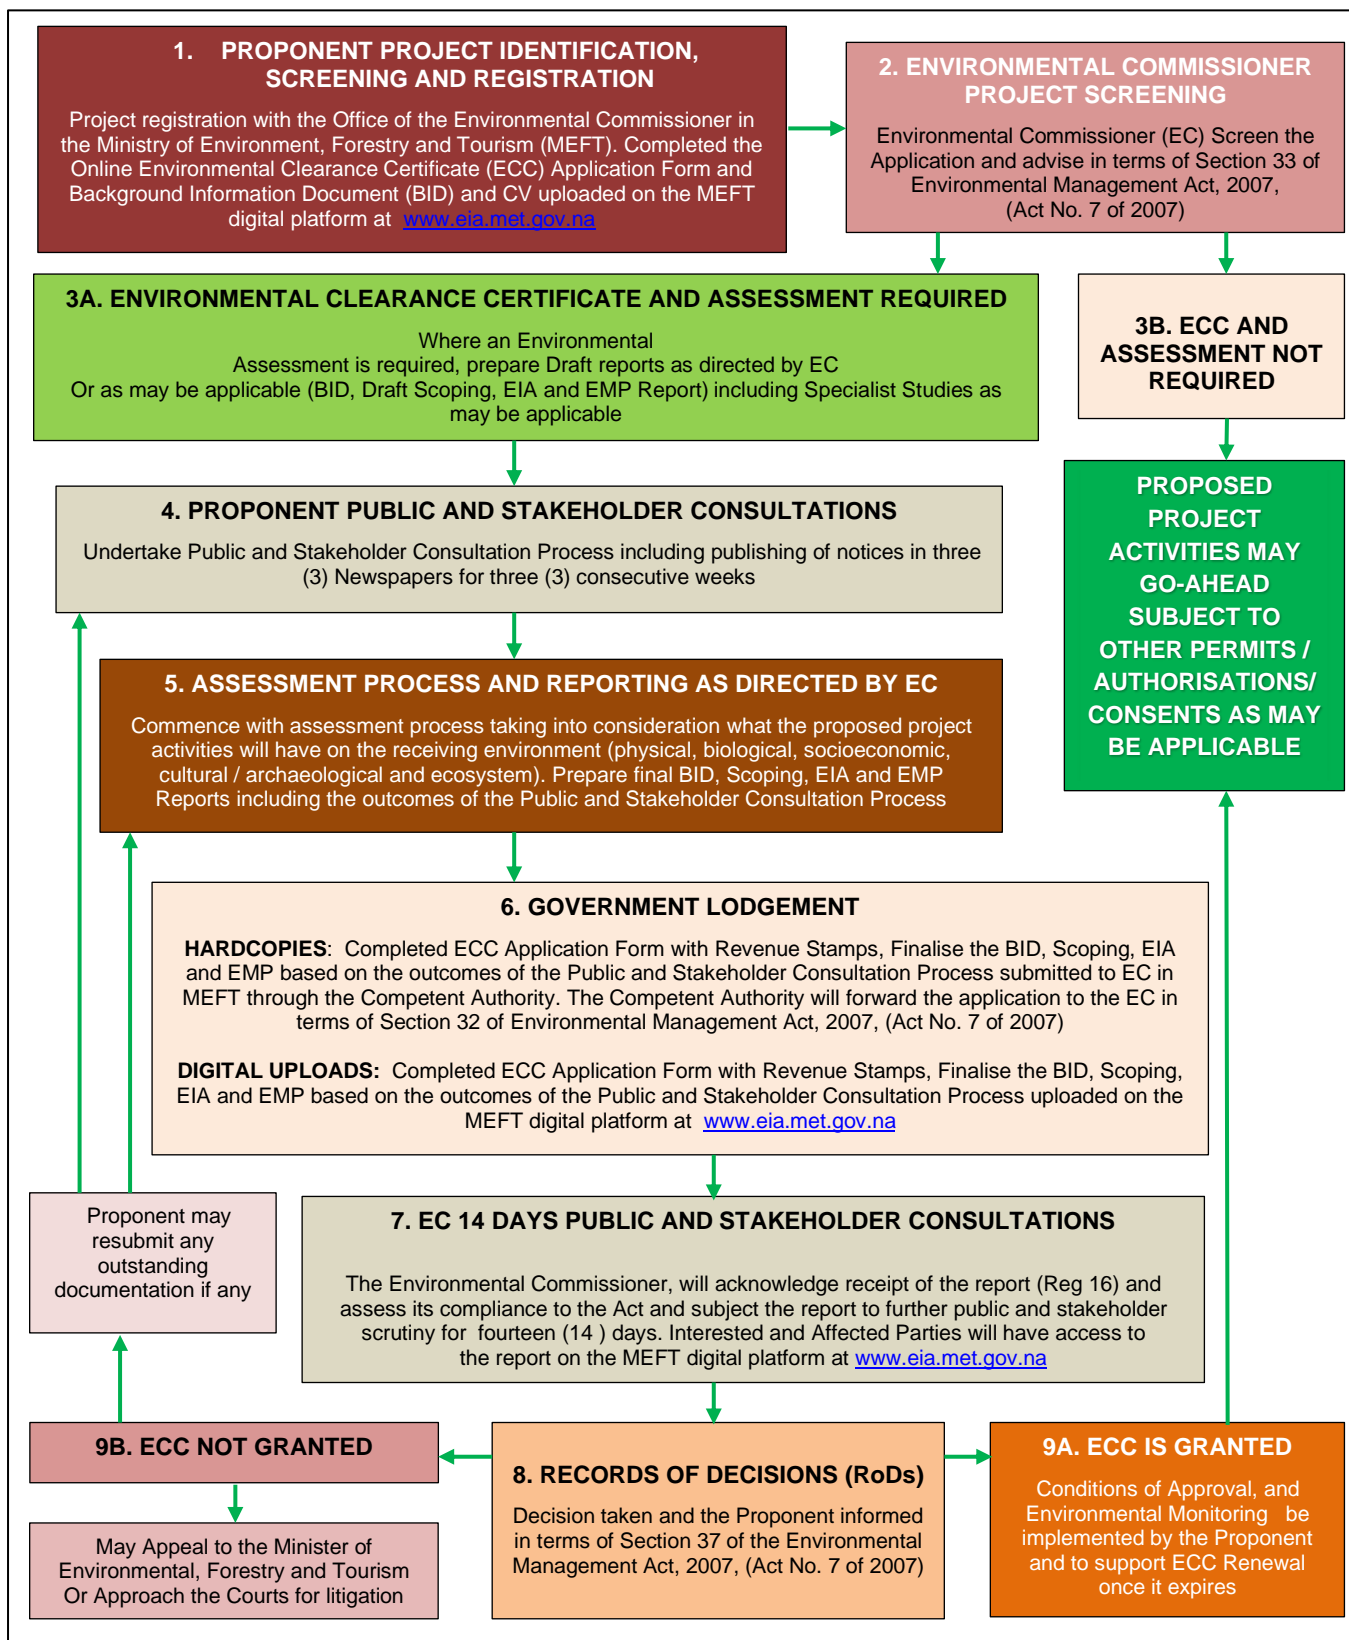 1. PROPONENT PROJECT IDENTIFICATION,
SCREENING AND REGISTRATION
Project registration with the Office of the Environmental Commissioner in
the Ministry of Environment, Forestry and Tourism (MEFT). Completed the
Online Environmental Clearance Certificate (ECC) Application Form and
Background Information Document (BID) and CV uploaded on the MEFT
digital platform at www.eia.met.gov.na
2. ENVIRONMENTAL COMMISSIONER
PROJECT SCREENING
Environmental Commissioner (EC) Screen the
Application and advise in terms of Section 33 of
Environmental Management Act, 2007,
(Act No. 7 of 2007)
3A. ENVIRONMENTAL CLEARANCE CERTIFICATE AND ASSESSMENT REQUIRED
Where an Environmental
Assessment is required, prepare Draft reports as directed by EC
Or as may be applicable (BID, Draft Scoping, EIA and EMP Report) including Specialist Studies as
may be applicable
3B. ECC AND
ASSESSMENT NOT
REQUIRED
4. PROPONENT PUBLIC AND STAKEHOLDER CONSULTATIONS
Undertake Public and Stakeholder Consultation Process including publishing of notices in three
(3) Newspapers for three (3) consecutive weeks
PROPOSED
PROJECT
ACTIVITIES MAY
GO-AHEAD
SUBJECT TO
OTHER PERMITS /
AUTHORISATIONS/
CONSENTS AS MAY
BE APPLICABLE
5. ASSESSMENT PROCESS AND REPORTING AS DIRECTED BY EC
Commence with assessment process taking into consideration what the proposed project
activities will have on the receiving environment (physical, biological, socioeconomic,
cultural / archaeological and ecosystem). Prepare final BID, Scoping, EIA and EMP
Reports including the outcomes of the Public and Stakeholder Consultation Process
6. GOVERNMENT LODGEMENT
HARDCOPIES: Completed ECC Application Form with Revenue Stamps, Finalise the BID, Scoping, EIA
and EMP based on the outcomes of the Public and Stakeholder Consultation Process submitted to EC in
MEFT through the Competent Authority. The Competent Authority will forward the application to the EC in
terms of Section 32 of Environmental Management Act, 2007, (Act No. 7 of 2007)
DIGITAL UPLOADS: Completed ECC Application Form with Revenue Stamps, Finalise the BID, Scoping,
EIA and EMP based on the outcomes of the Public and Stakeholder Consultation Process uploaded on the
MEFT digital platform at www.eia.met.gov.na
Proponent may
resubmit any
outstanding
documentation if any
7. EC 14 DAYS PUBLIC AND STAKEHOLDER CONSULTATIONS
The Environmental Commissioner, will acknowledge receipt of the report (Reg 16) and
assess its compliance to the Act and subject the report to further public and stakeholder
scrutiny for fourteen (14 ) days. Interested and Affected Parties will have access to
the report on the MEFT digital platform at www.eia.met.gov.na
9B. ECC NOT GRANTED
May Appeal to the Minister of
Environmental, Forestry and Tourism
Or Approach the Courts for litigation
8. RECORDS OF DECISIONS (RoDs)
Decision taken and the Proponent informed
in terms of Section 37 of the Environmental
Management Act, 2007, (Act No. 7 of 2007)
9A. ECC IS GRANTED
Conditions of Approval, and
Environmental Monitoring be
implemented by the Proponent
and to support ECC Renewal
once it expires